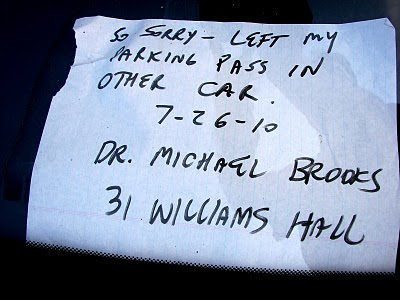 SO SORRY - LEFT MY
PARKING PASS IN
OTHER CAR.
7-26-10
DR. MICHAEL BROOKS
31 WILLIAMS HALL